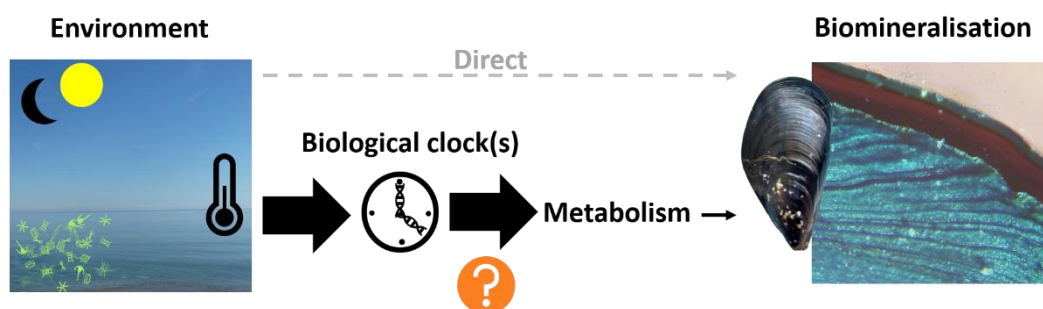 Environment
Biomineralisation
Direct
Biological clock(s)
Metabolism
?